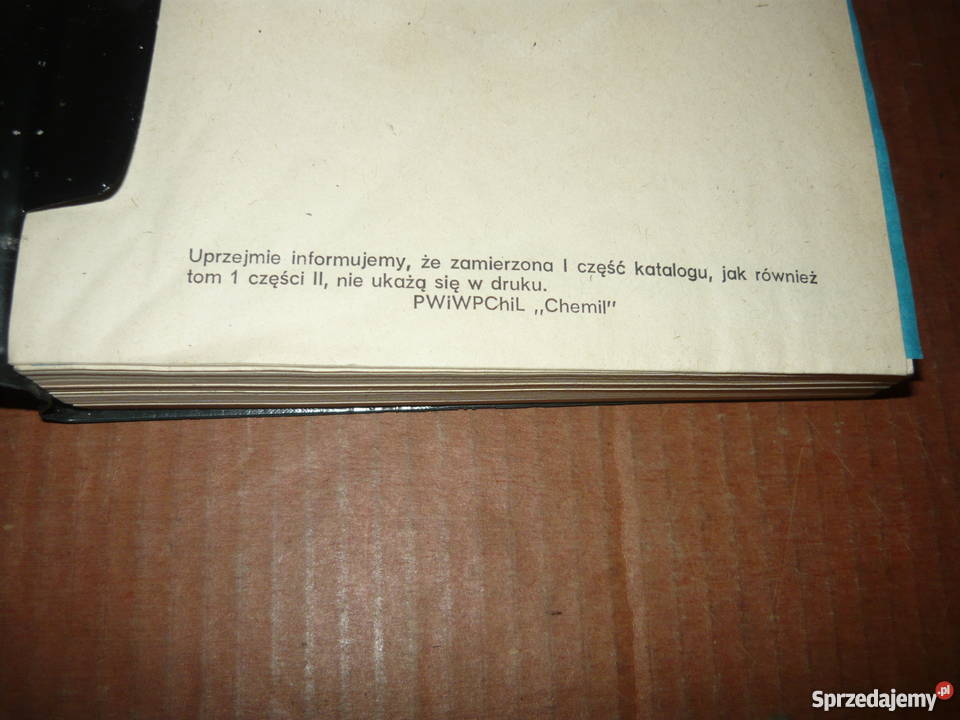 Uprzejmie informujemy, że zamierzona I część katalogu, jak również
tom 1 części II, nie ukażą się w druku.
PWiWPChiL „Chemil"
Sprzedajemy.pl